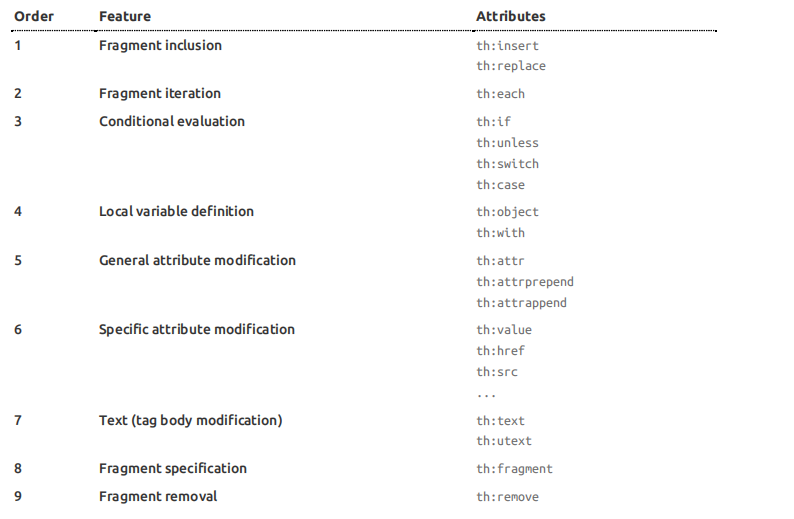 Order Feature Attributes
1 Fragment inclusion th:insert
th:replace
2 Fragment iteration th:each
3 Conditional evaluation th:if
th:unless
th:switch
th:case
4 Local variable definition th:object
th:with
5 General attribute modification th:attr
th:attrprepend
th:attrappend
6 Specific attribute modification th:value
th:href
th:src
...
7 Text (tag body modification) th:text
th:utext
8 Fragment specification th:fragment
9 Fragment removal th:remove